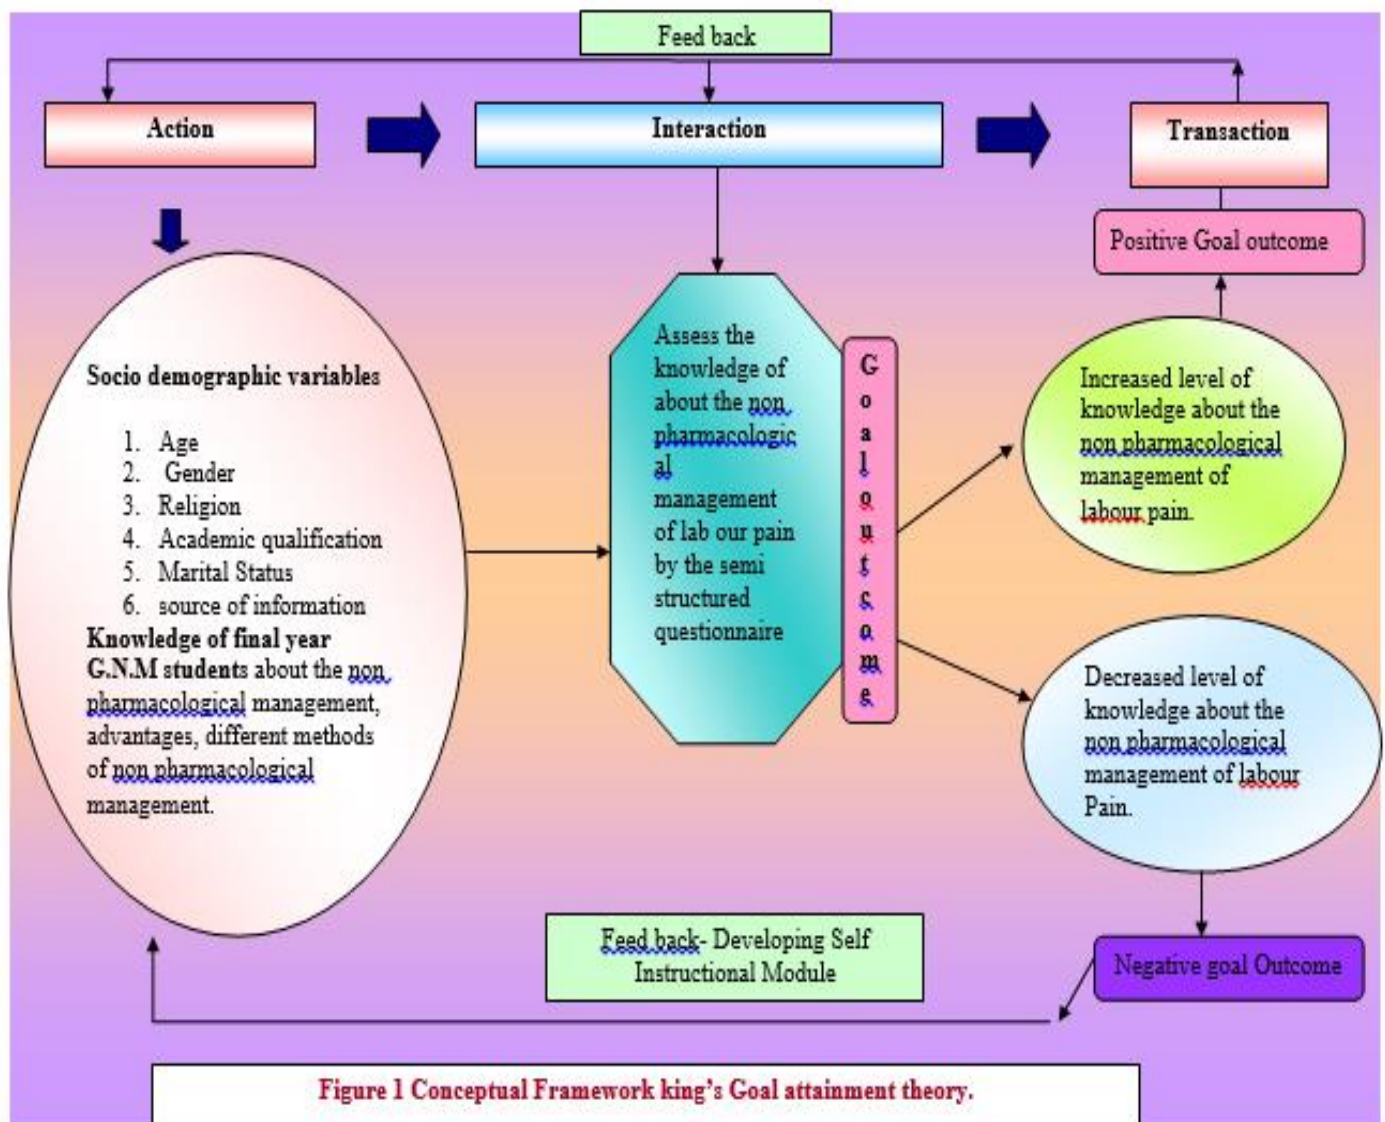 Feed back
Action
Interaction
Transaction
Positive Goal outcome
Socio demographic variables
1. Age
2. Gender
3. Religion
4. Academic qualification
5. Marital Status
6. source of information
Knowledge of final year
G.N.M students about the non
pharmacological management,
advantages, different methods
of non pharmacological
management.
Assess the
knowledge of
about the non
pharmacologic
al
management
of lab our pain
by the semi
structured
questionnaire
G
o
a
l
o
u
t
c
o
m
e
Increased level of
knowledge about the
non pharmacological
management of
labour pain.
Decreased level of
knowledge about the
non pharmacological
management of labour
Pain.
Negative goal Outcome
Feed back- Developing Self
Instructional Module
Figure 1 Conceptual Framework king's Goal attainment theory.